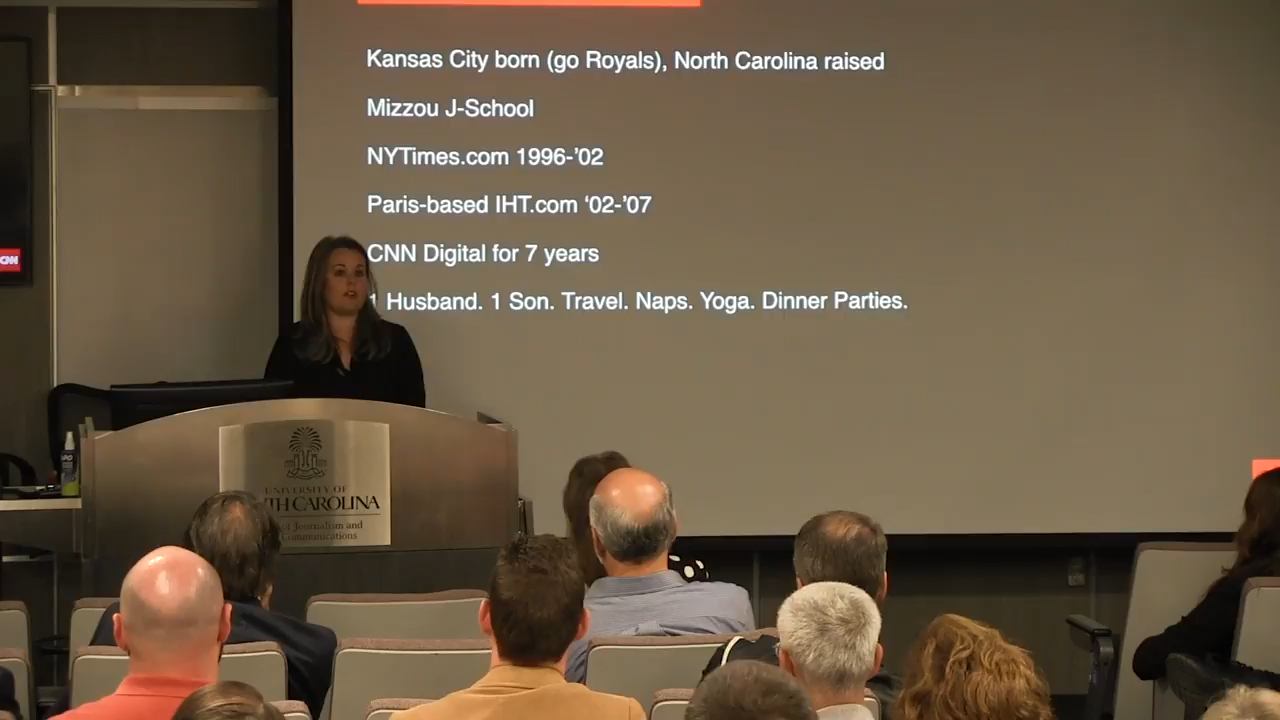 Kansas City born (go Royals), North Carolina raised
Mizzou J-School
NYTimes.com 1996-’02
Paris-based IHT.com ‘02-’07
CNN Digital for 7 years
1 Husband. 1 Son. Travel. Naps. Yoga. Dinner Parties.
CNN
UNIVERSITY OF
TH CAROLINA
Journalism and
Communications